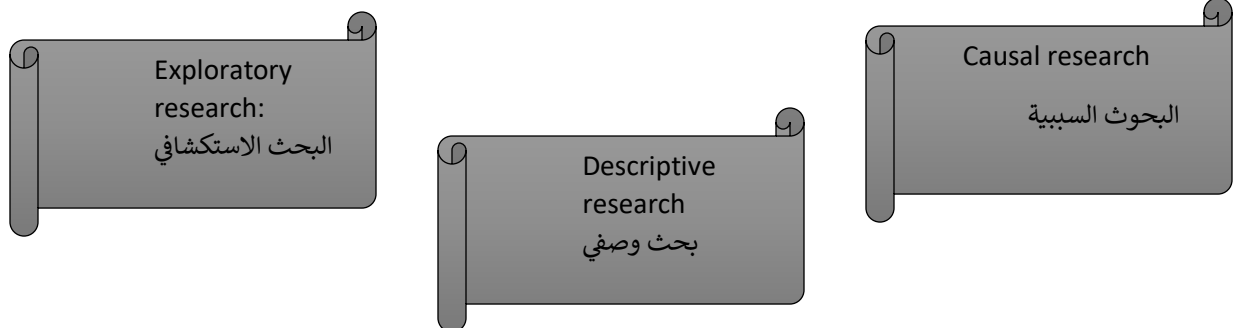 Exploratory
research:
البحث الاستكشافي
Descriptive
research
بحث وصفي
Causal research
البحوث السببية